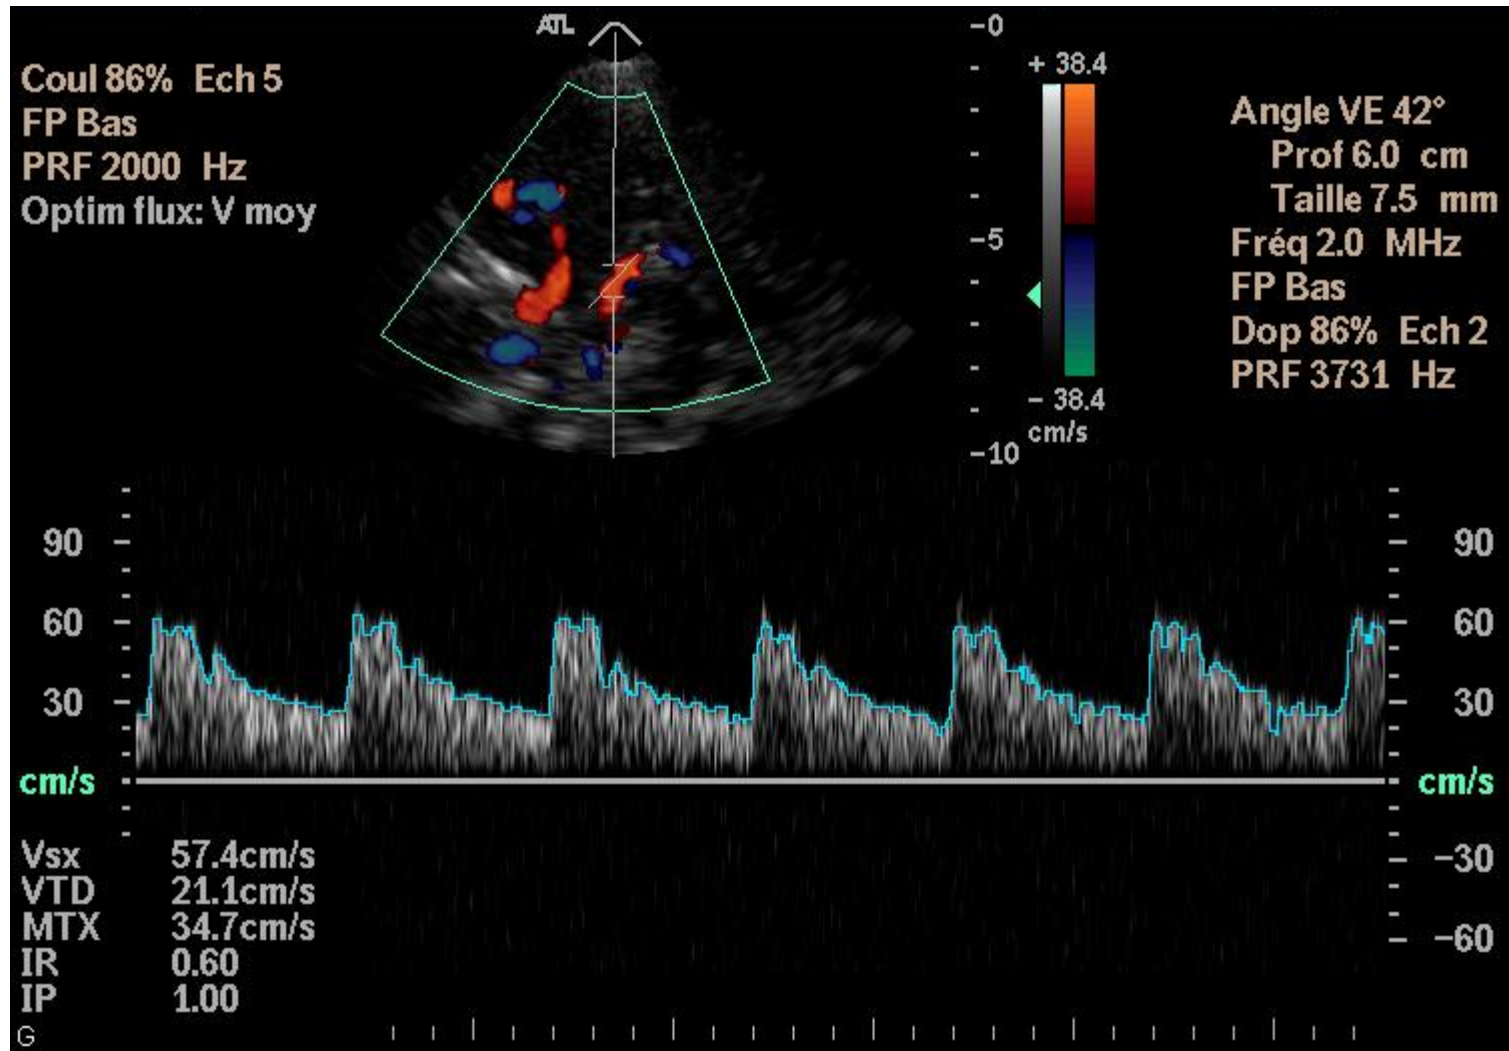 ATL
Coul 86% Ech 5
FP Bas
PRF 2000 Hz
Optim flux: V moy
-0
-5
-10
+ 38.4
- 38.4
cm/s
Angle VE 42°
Prof 6.0 cm
Taille 7.5 mm
Fréq 2.0 MHz
FP Bas
Dop 86% Ech 2
PRF 3731 Hz
90
60
30
cm/s
90
60
30
cm/s
-30
-60
Vsx 57.4cm/s
VTD 21.1cm/s
MTX 34.7cm/s
IR 0.60
IP 1.00
G